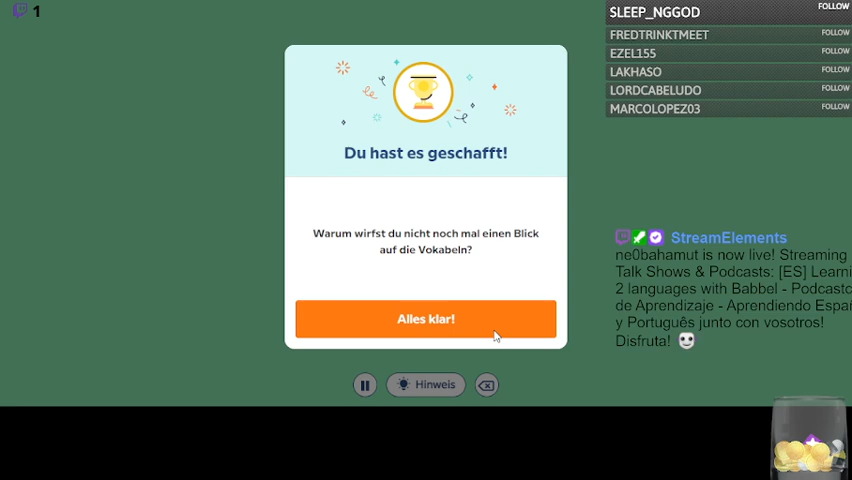 1
SLEEP_NGGOD FOLLOW
FREDTRINKTMEET FOLLOW
EZEL155 FOLLOW
LAKHASO FOLLOW
LORDCABELUDO FOLLOW
MARCOLOPEZ03 FOLLOW
Du hast es geschafft!
Warum wirfst du nicht noch mal einen Blick
auf die Vokabeln?
Alles klar!
Hinweis
StreamElements
ne0bahamut is now live! Streaming
Talk Shows & Podcasts: [ES] Learni
2 languages with Babbel - Podcasto
de Aprendizaje - Aprendiendo Españ
y Português junto con vosotros!
Disfruta!